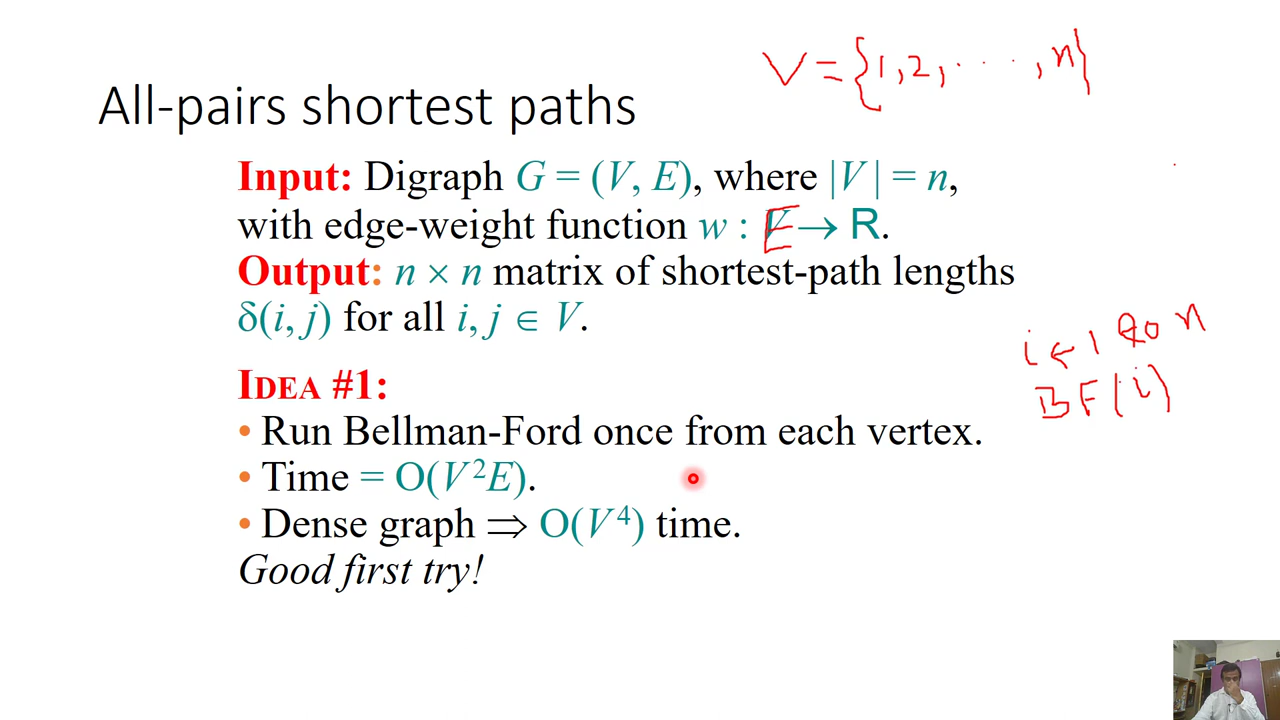 V = {1, 2, ..., n}
All-pairs shortest paths
Input: Digraph G = (V, E), where |V| = n,
with edge-weight function w : E → R.
Output: n × n matrix of shortest-path lengths
δ(i, j) for all i, j ∈ V.
i ← 1 to n
BF(i)
IDEA #1:
• Run Bellman-Ford once from each vertex.
• Time = O(V²E).
• Dense graph ⇒ O(V⁴) time.
Good first try!